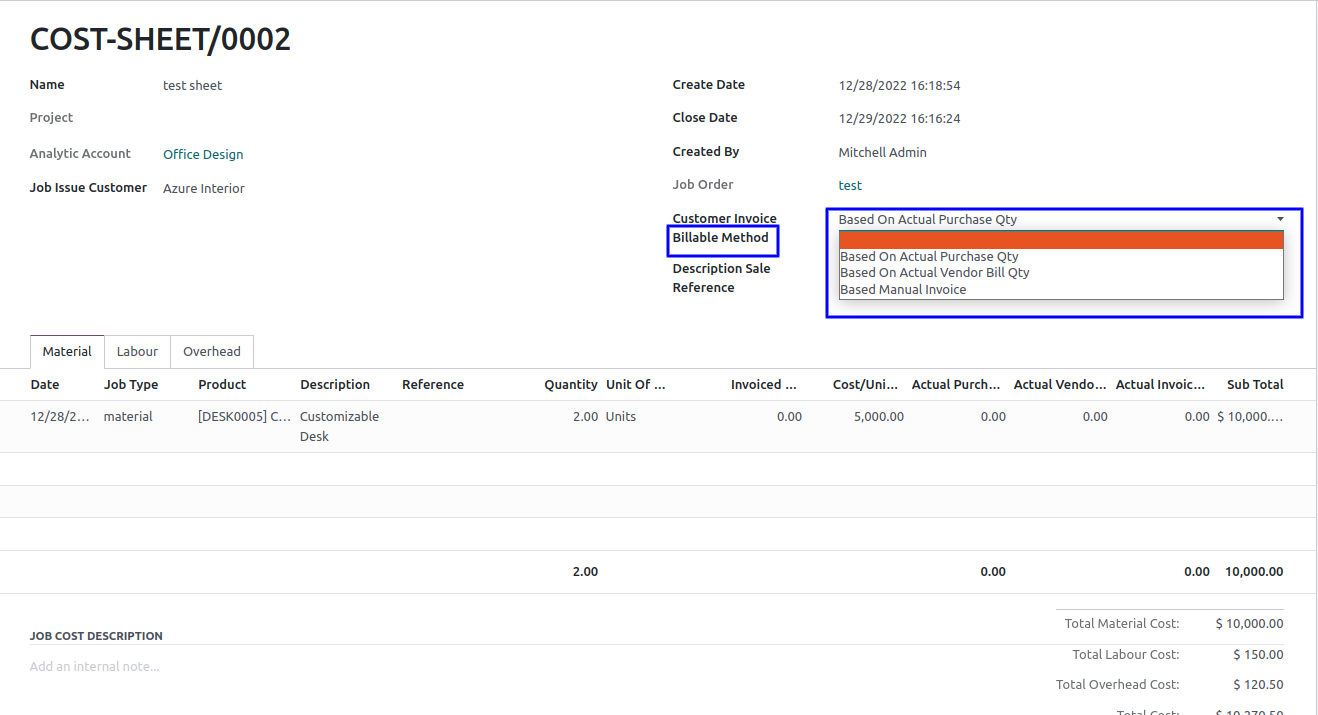 COST-SHEET/0002
Name test sheet
Project
Analytic Account Office Design
Job Issue Customer Azure Interior
Create Date 12/28/2022 16:18:54
Close Date 12/29/2022 16:16:24
Created By Mitchell Admin
Job Order test
Customer Invoice Based On Actual Purchase Qty
Billable Method
Based On Actual Purchase Qty
Based On Actual Vendor Bill Qty
Based Manual Invoice
Description Sale
Reference
Material Labour Overhead
Date Job Type Product Description Reference Quantity Unit Of ... Invoiced ... Cost/Uni... Actual Purch... Actual Vendo... Actual Invoic... Sub Total
12/28/2... material [DESK0005] C... Customizable 2.00 Units 0.00 5,000.00 0.00 0.00 0.00 $ 10,000....
Desk
2.00 0.00 0.00 10,000.00
JOB COST DESCRIPTION
Add an internal note...
Total Material Cost: $ 10,000.00
Total Labour Cost: $ 150.00
Total Overhead Cost: $ 120.50
Total Cost: $ 10,270.50